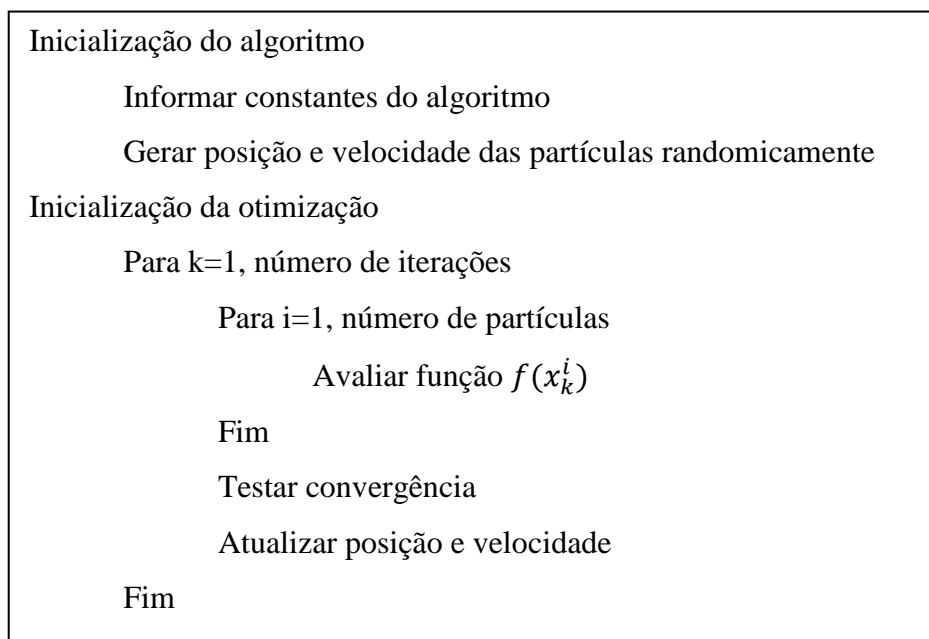 Inicialização do algoritmo
Informar constantes do algoritmo
Gerar posição e velocidade das partículas randomicamente
Inicialização da otimização
Para k=1, número de iterações
Para i=1, número de partículas
Avaliar função $f(x_k^i)$
Fim
Testar convergência
Atualizar posição e velocidade
Fim